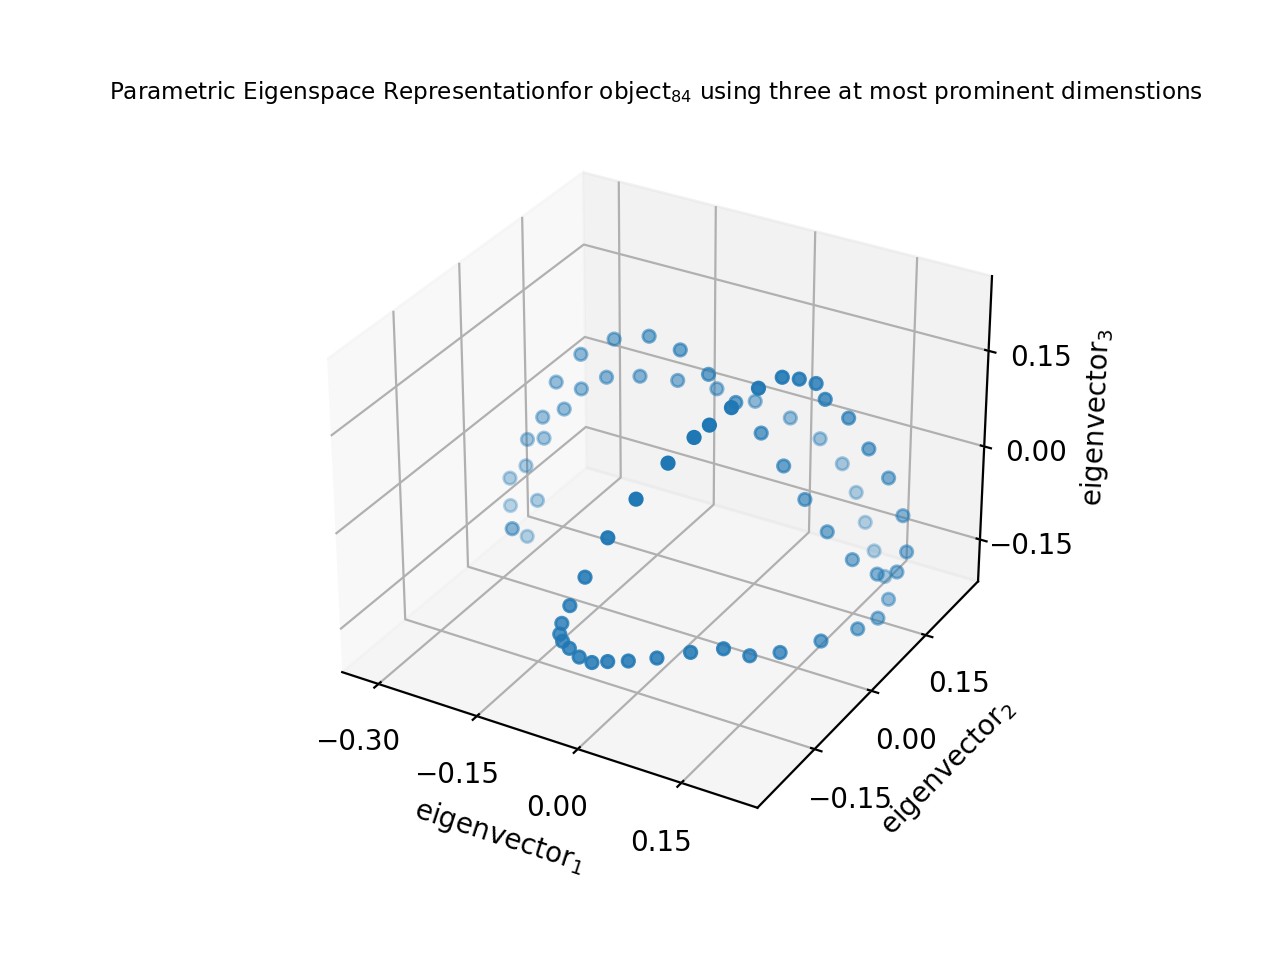 Parametric Eigenspace Representationfor object₈₄ using three at most prominent dimenstions
0.15
0.00
−0.15
eigenvector₃
0.15
0.00
−0.15
eigenvector₂
−0.30
−0.15
0.00
0.15
eigenvector₁